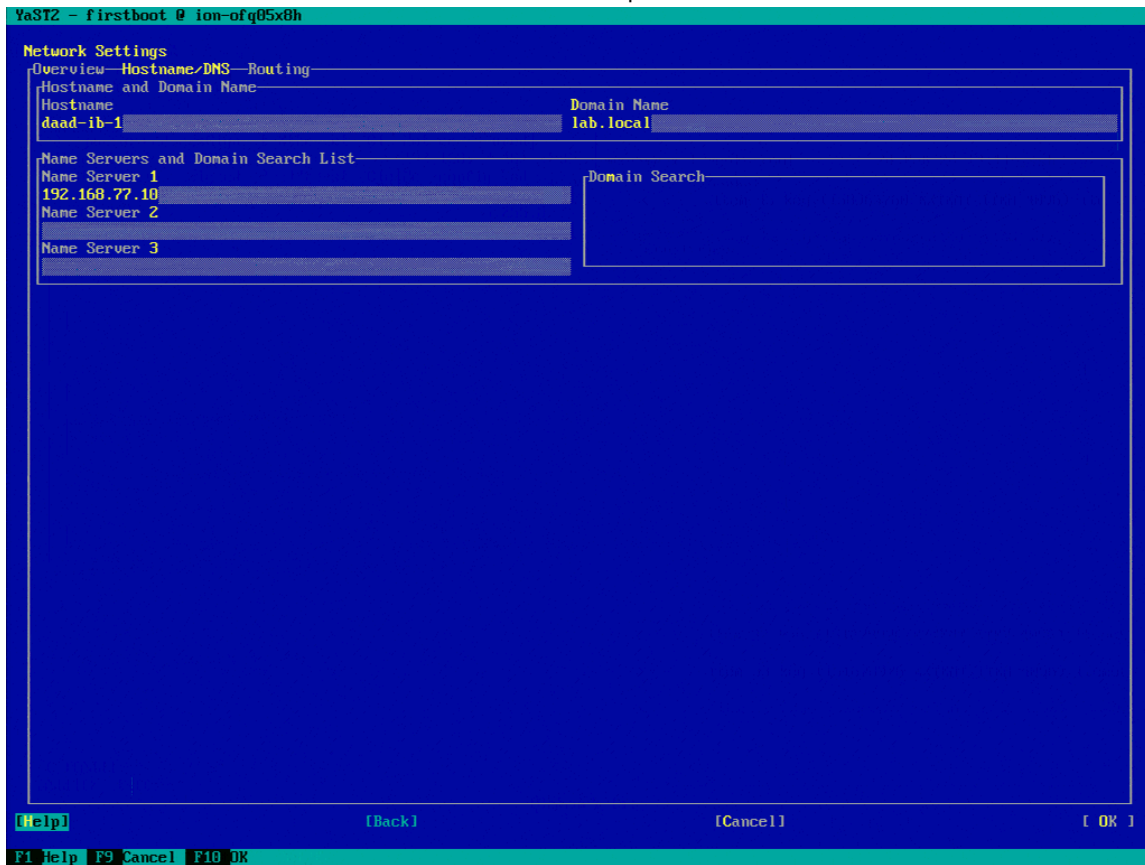 YaST2 - firstboot @ ion-ofq05x8h
Network Settings
Overview—Hostname/DNS—Routing
Hostname and Domain Name
Hostname Domain Name
daad-ib-1 lab.local
Name Servers and Domain Search List
Name Server 1 Domain Search
192.168.77.10
Name Server 2
Name Server 3
[Help] [Back] [Cancel] [ OK ]
F1 Help F9 Cancel F10 OK